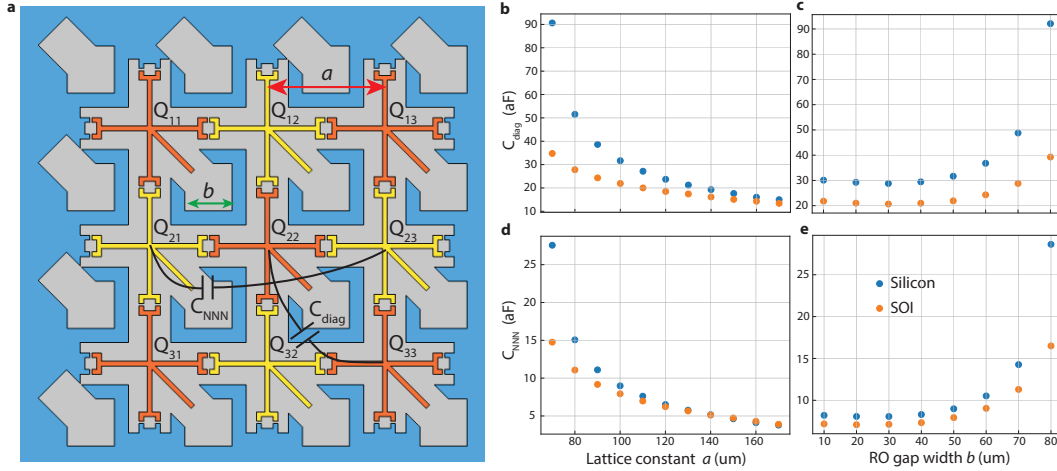 a
a
Q11
Q12
Q13
b
Q21
Q22
Q23
CNNN
Cdiag
Q31
Q32
Q33
b
Cdiag (aF)
90
80
70
60
50
40
30
20
10
c
90
80
70
60
50
40
30
20
d
CNNN (aF)
25
20
15
10
5
80
100
120
140
160
Lattice constant a (um)
e
Silicon
SOI
25
20
15
10
10
20
30
40
50
60
70
80
RO gap width b (um)